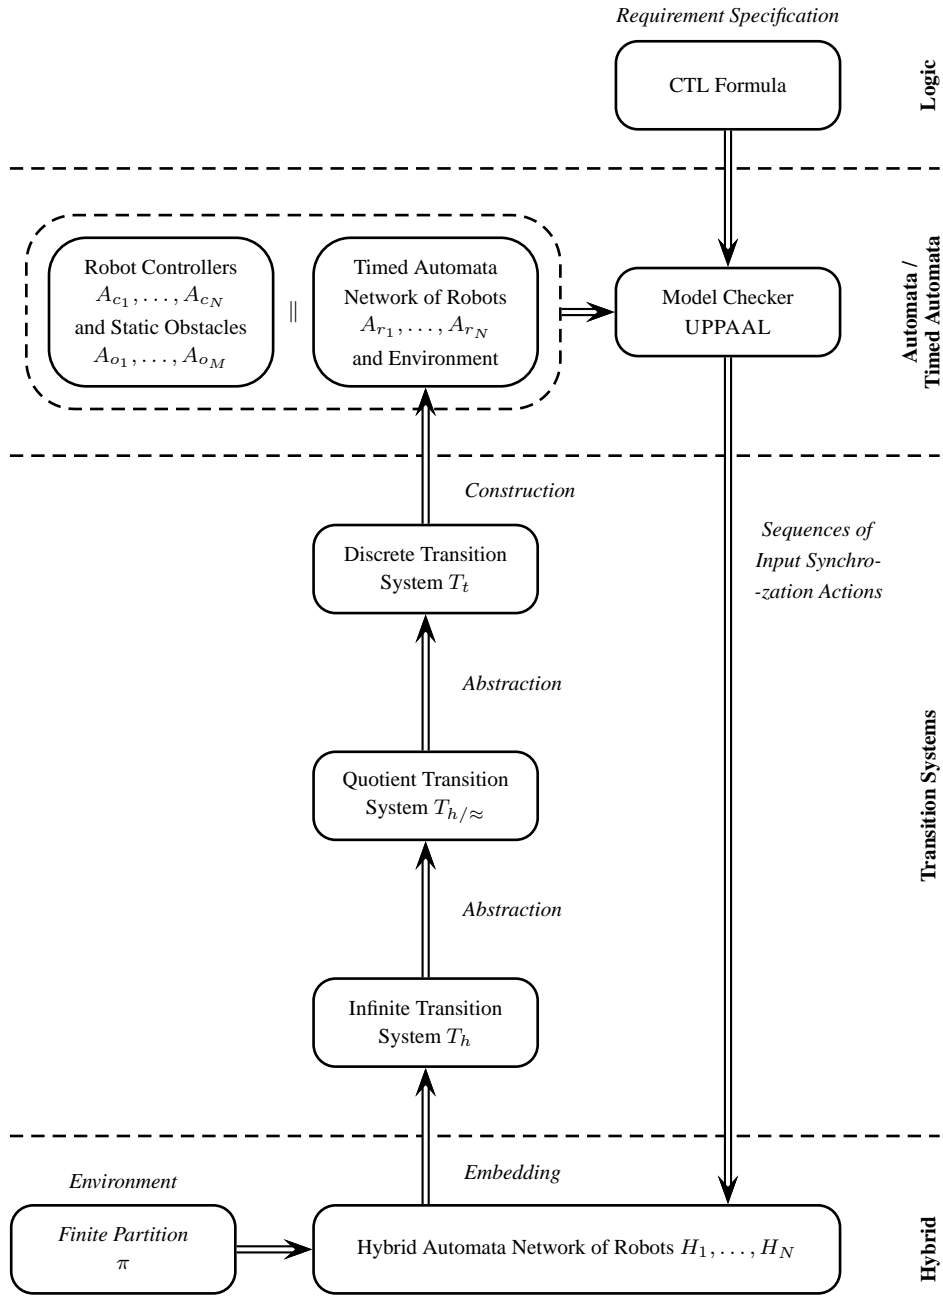 Requirement Specification
CTL Formula
Logic
Robot Controllers
A_{c_1}, . . . , A_{c_N}
and Static Obstacles
A_{o_1}, . . . , A_{o_M}
||
Timed Automata
Network of Robots
A_{r_1}, . . . , A_{r_N}
and Environment
Model Checker
UPPAAL
Automata /
Timed Automata
Construction
Discrete Transition
System T_t
Sequences of
Input Synchro-
-zation Actions
Abstraction
Quotient Transition
System T_{h/≈}
Transition Systems
Abstraction
Infinite Transition
System T_h
Embedding
Environment
Finite Partition
π
Hybrid Automata Network of Robots H_1, . . . , H_N
Hybrid